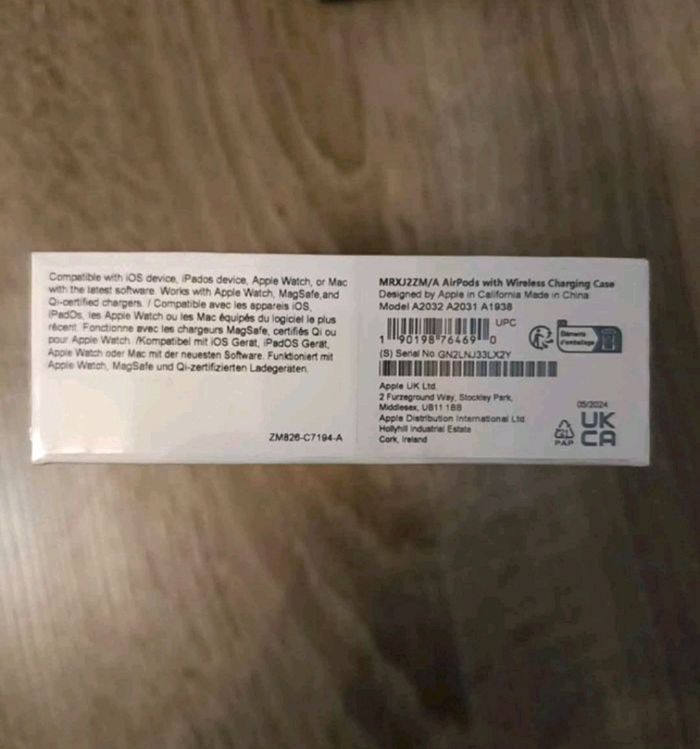 Compatible with iOS device, iPados device, Apple Watch, or Mac
with the latest software. Works with Apple Watch, MagSafe,and
Qi-certified chargers. / Compatible avec les appareis iOS,
iPadOs, les Apple Watch ou les Mac équipés du logiciel le plus
récent. Fonctionne avec les chargeurs MagSafe, certifiés Qi ou
pour Apple Watch. /Kompatibel mit iOS Gerat, iPadOS Gerät,
Apple Watch oder Mac mit der neuesten Software. Funktioniert mit
Apple Watch, MagSafe und Qi-zertifizierten Ladegeraten.
ZM826-C7194-A
MRXJ2ZM/A AirPods with Wireless Charging Case
Designed by Apple in California Made in China
Model A2032 A2031 A1938
UPC
1 90198 76469 0
Éléments
d'emballage
(S) Serial No GN2LNJ33LX2Y
Apple UK Ltd.
2 Furzeground Way, Stockley Park,
Middlesex, UB11 1BB
Apple Distribution International Ltd.
Hollyhill Industrial Estate
Cork, Ireland
05/2024
21
PAP
UK
CA